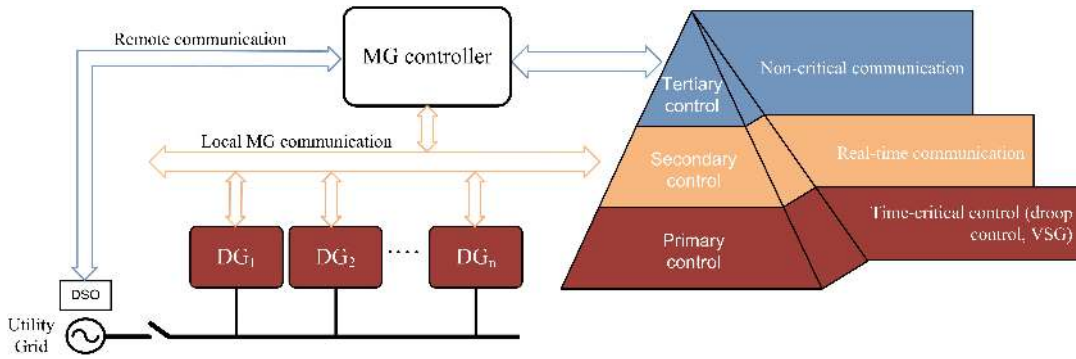 Remote communication
MG controller
Non-critical communication
Tertiary
control
Local MG communication
Secondary
control
Real-time communication
Time-critical control (droop
control, VSG)
Primary
control
DG₁
DG₂
....
DGₙ
DSO
Utility
Grid